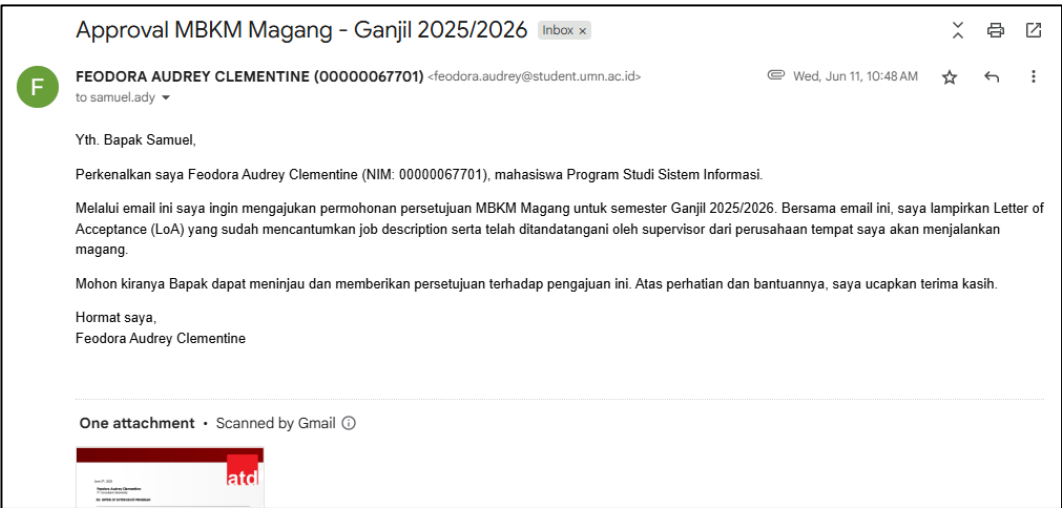 Approval MBKM Magang - Ganjil 2025/2026 Inbox x
F
FEODORA AUDREY CLEMENTINE (00000067701) <feodora.audrey@student.umn.ac.id>
Wed, Jun 11, 10:48 AM
to samuel.ady
Yth. Bapak Samuel,
Perkenalkan saya Feodora Audrey Clementine (NIM: 00000067701), mahasiswa Program Studi Sistem Informasi.
Melalui email ini saya ingin mengajukan permohonan persetujuan MBKM Magang untuk semester Ganjil 2025/2026. Bersama email ini, saya lampirkan Letter of
Acceptance (LoA) yang sudah mencantumkan job description serta telah ditandatangani oleh supervisor dari perusahaan tempat saya akan menjalankan
magang.
Mohon kiranya Bapak dapat meninjau dan memberikan persetujuan terhadap pengajuan ini. Atas perhatian dan bantuannya, saya ucapkan terima kasih.
Hormat saya,
Feodora Audrey Clementine
One attachment • Scanned by Gmail
atd